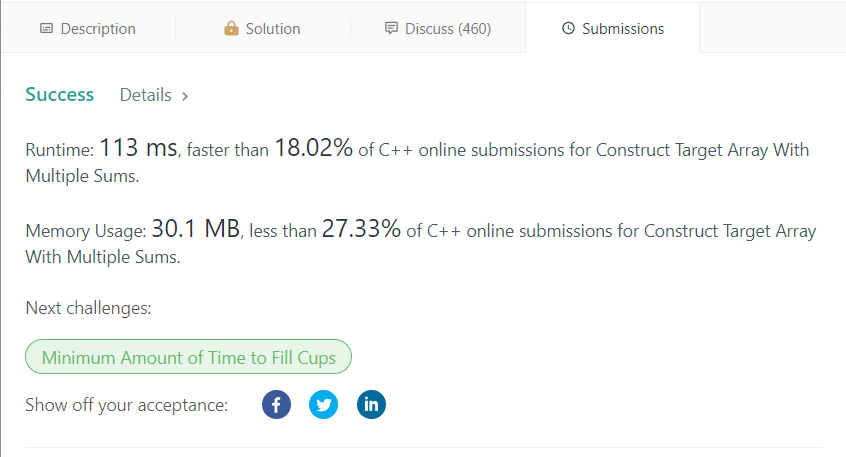 Description
Solution
Discuss (460)
Submissions
Success Details >
Runtime: 113 ms, faster than 18.02% of C++ online submissions for Construct Target Array With
Multiple Sums.
Memory Usage: 30.1 MB, less than 27.33% of C++ online submissions for Construct Target Array
With Multiple Sums.
Next challenges:
Minimum Amount of Time to Fill Cups
Show off your acceptance: